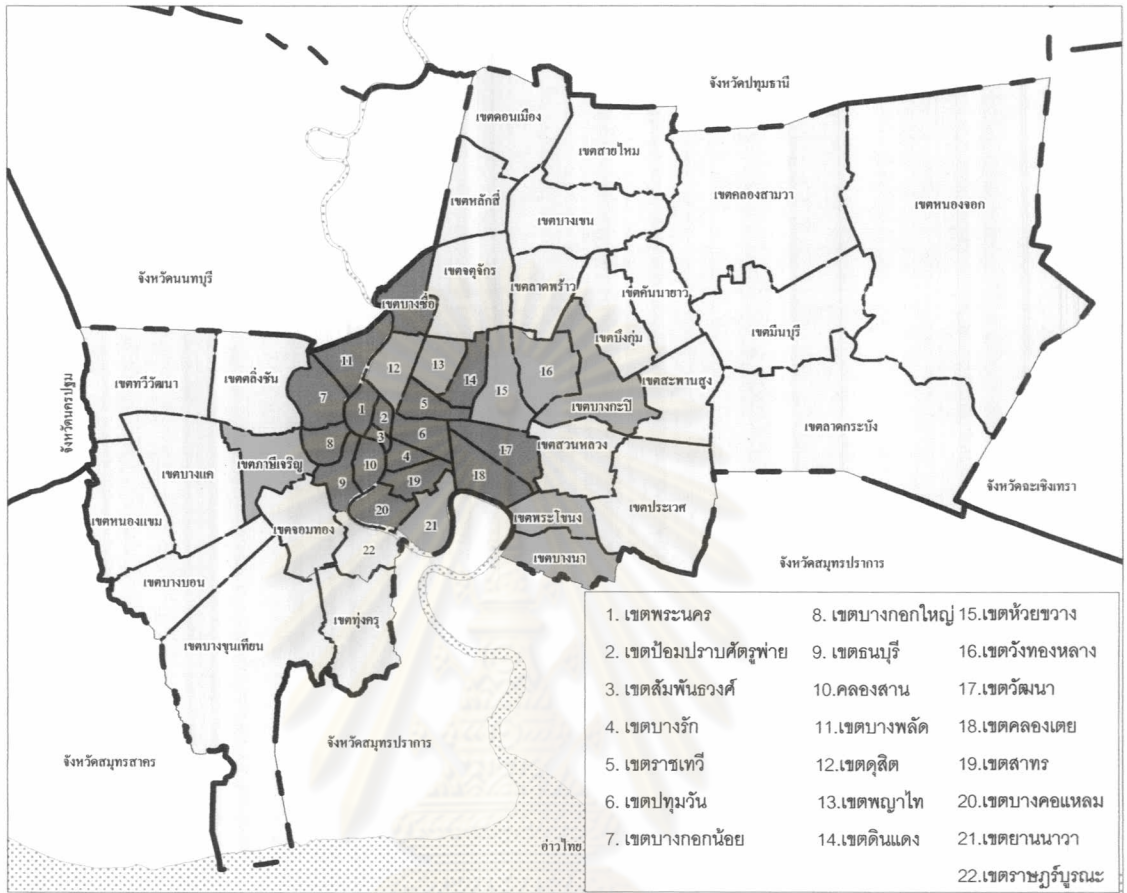 จังหวัดปทุมธานี
เขตดอนเมือง
เขตสายไหม
เขตคลองสามวา
เขตหนองจอก
เขตหลักสี่
เขตบางเขน
จังหวัดนนทบุรี
เขตจตุจักร
เขตลาดพร้าว
เขตคันนายาว
เขตบางซื่อ
เขตบึงกุ่ม
เขตมีนบุรี
จังหวัดนครปฐม
เขตทวีวัฒนา
เขตตลิ่งชัน
11
12
13
14
15
16
เขตสะพานสูง
7
1
2
5
เขตบางกะปิ
เขตลาดกระบัง
3
6
8
4
17
เขตสวนหลวง
เขตบางแค
เขตภาษีเจริญ
9
10
19
18
จังหวัดฉะเชิงเทรา
เขตหนองแขม
เขตจอมทอง
20
21
เขตพระโขนง
เขตประเวศ
22
เขตบางนา
จังหวัดสมุทรปราการ
เขตบางบอน
เขตทุ่งครุ
เขตบางขุนเทียน
จังหวัดสมุทรสาคร
จังหวัดสมุทรปราการ
อ่าวไทย
1. เขตพระนคร
2. เขตป้อมปราบศัตรูพ่าย
3. เขตสัมพันธวงศ์
4. เขตบางรัก
5. เขตราชเทวี
6. เขตปทุมวัน
7. เขตบางกอกน้อย
8. เขตบางกอกใหญ่
9. เขตธนบุรี
10.คลองสาน
11.เขตบางพลัด
12.เขตดุสิต
13.เขตพญาไท
14.เขตดินแดง
15.เขตห้วยขวาง
16.เขตวังทองหลาง
17.เขตวัฒนา
18.เขตคลองเตย
19.เขตสาทร
20.เขตบางคอแหลม
21.เขตยานนาวา
22.เขตราษฎร์บูรณะ